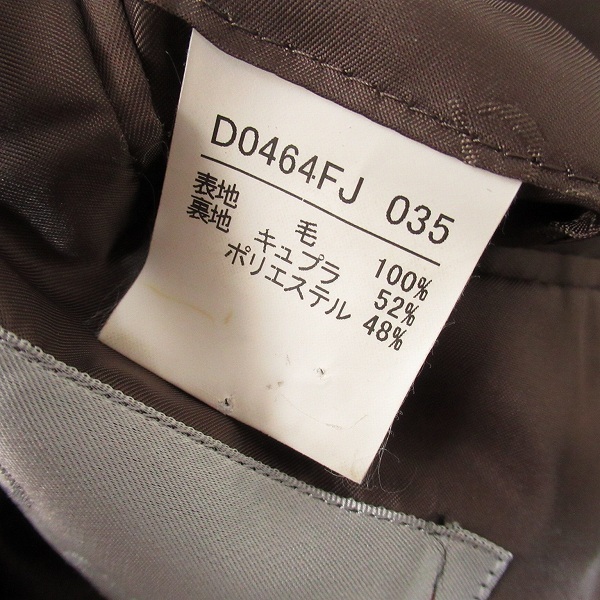 D0464FJ 035
表地 毛 100%
裏地 キュプラ 52%
ポリエステル 48%